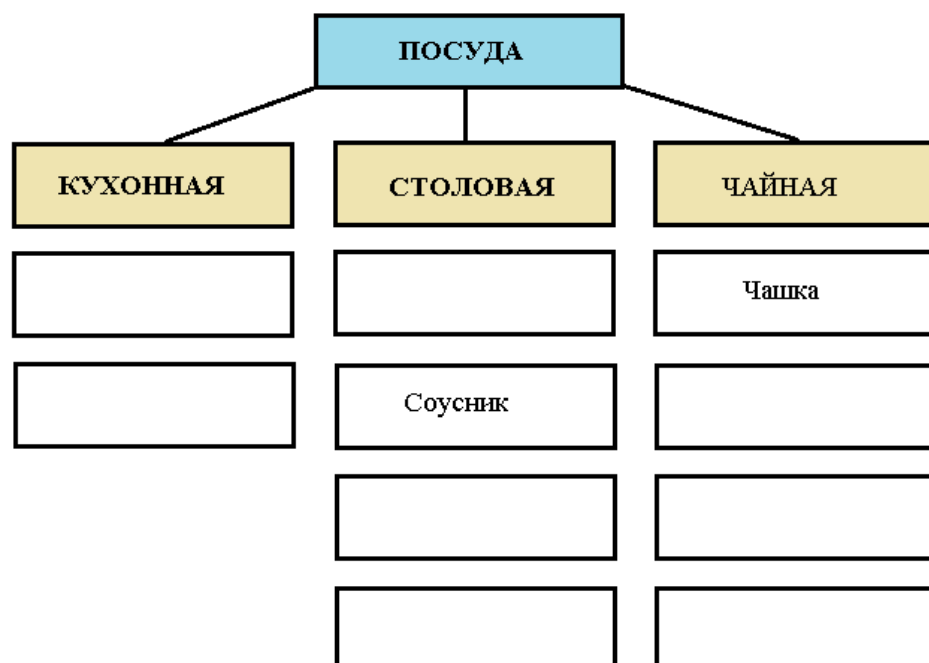 ПОСУДА
КУХОННАЯ
СТОЛОВАЯ
ЧАЙНАЯ
Чашка
Соусник